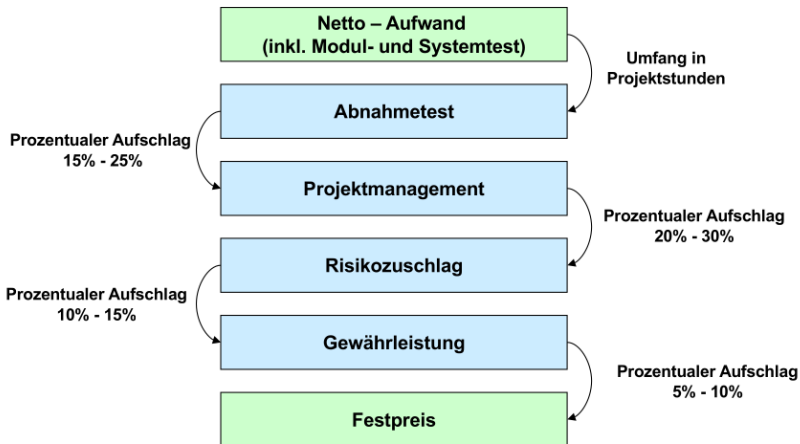 Netto – Aufwand
(inkl. Modul- und Systemtest)
Umfang in
Projektstunden
Abnahmetest
Prozentualer Aufschlag
15% - 25%
Projektmanagement
Prozentualer Aufschlag
20% - 30%
Risikozuschlag
Prozentualer Aufschlag
10% - 15%
Gewährleistung
Prozentualer Aufschlag
5% - 10%
Festpreis